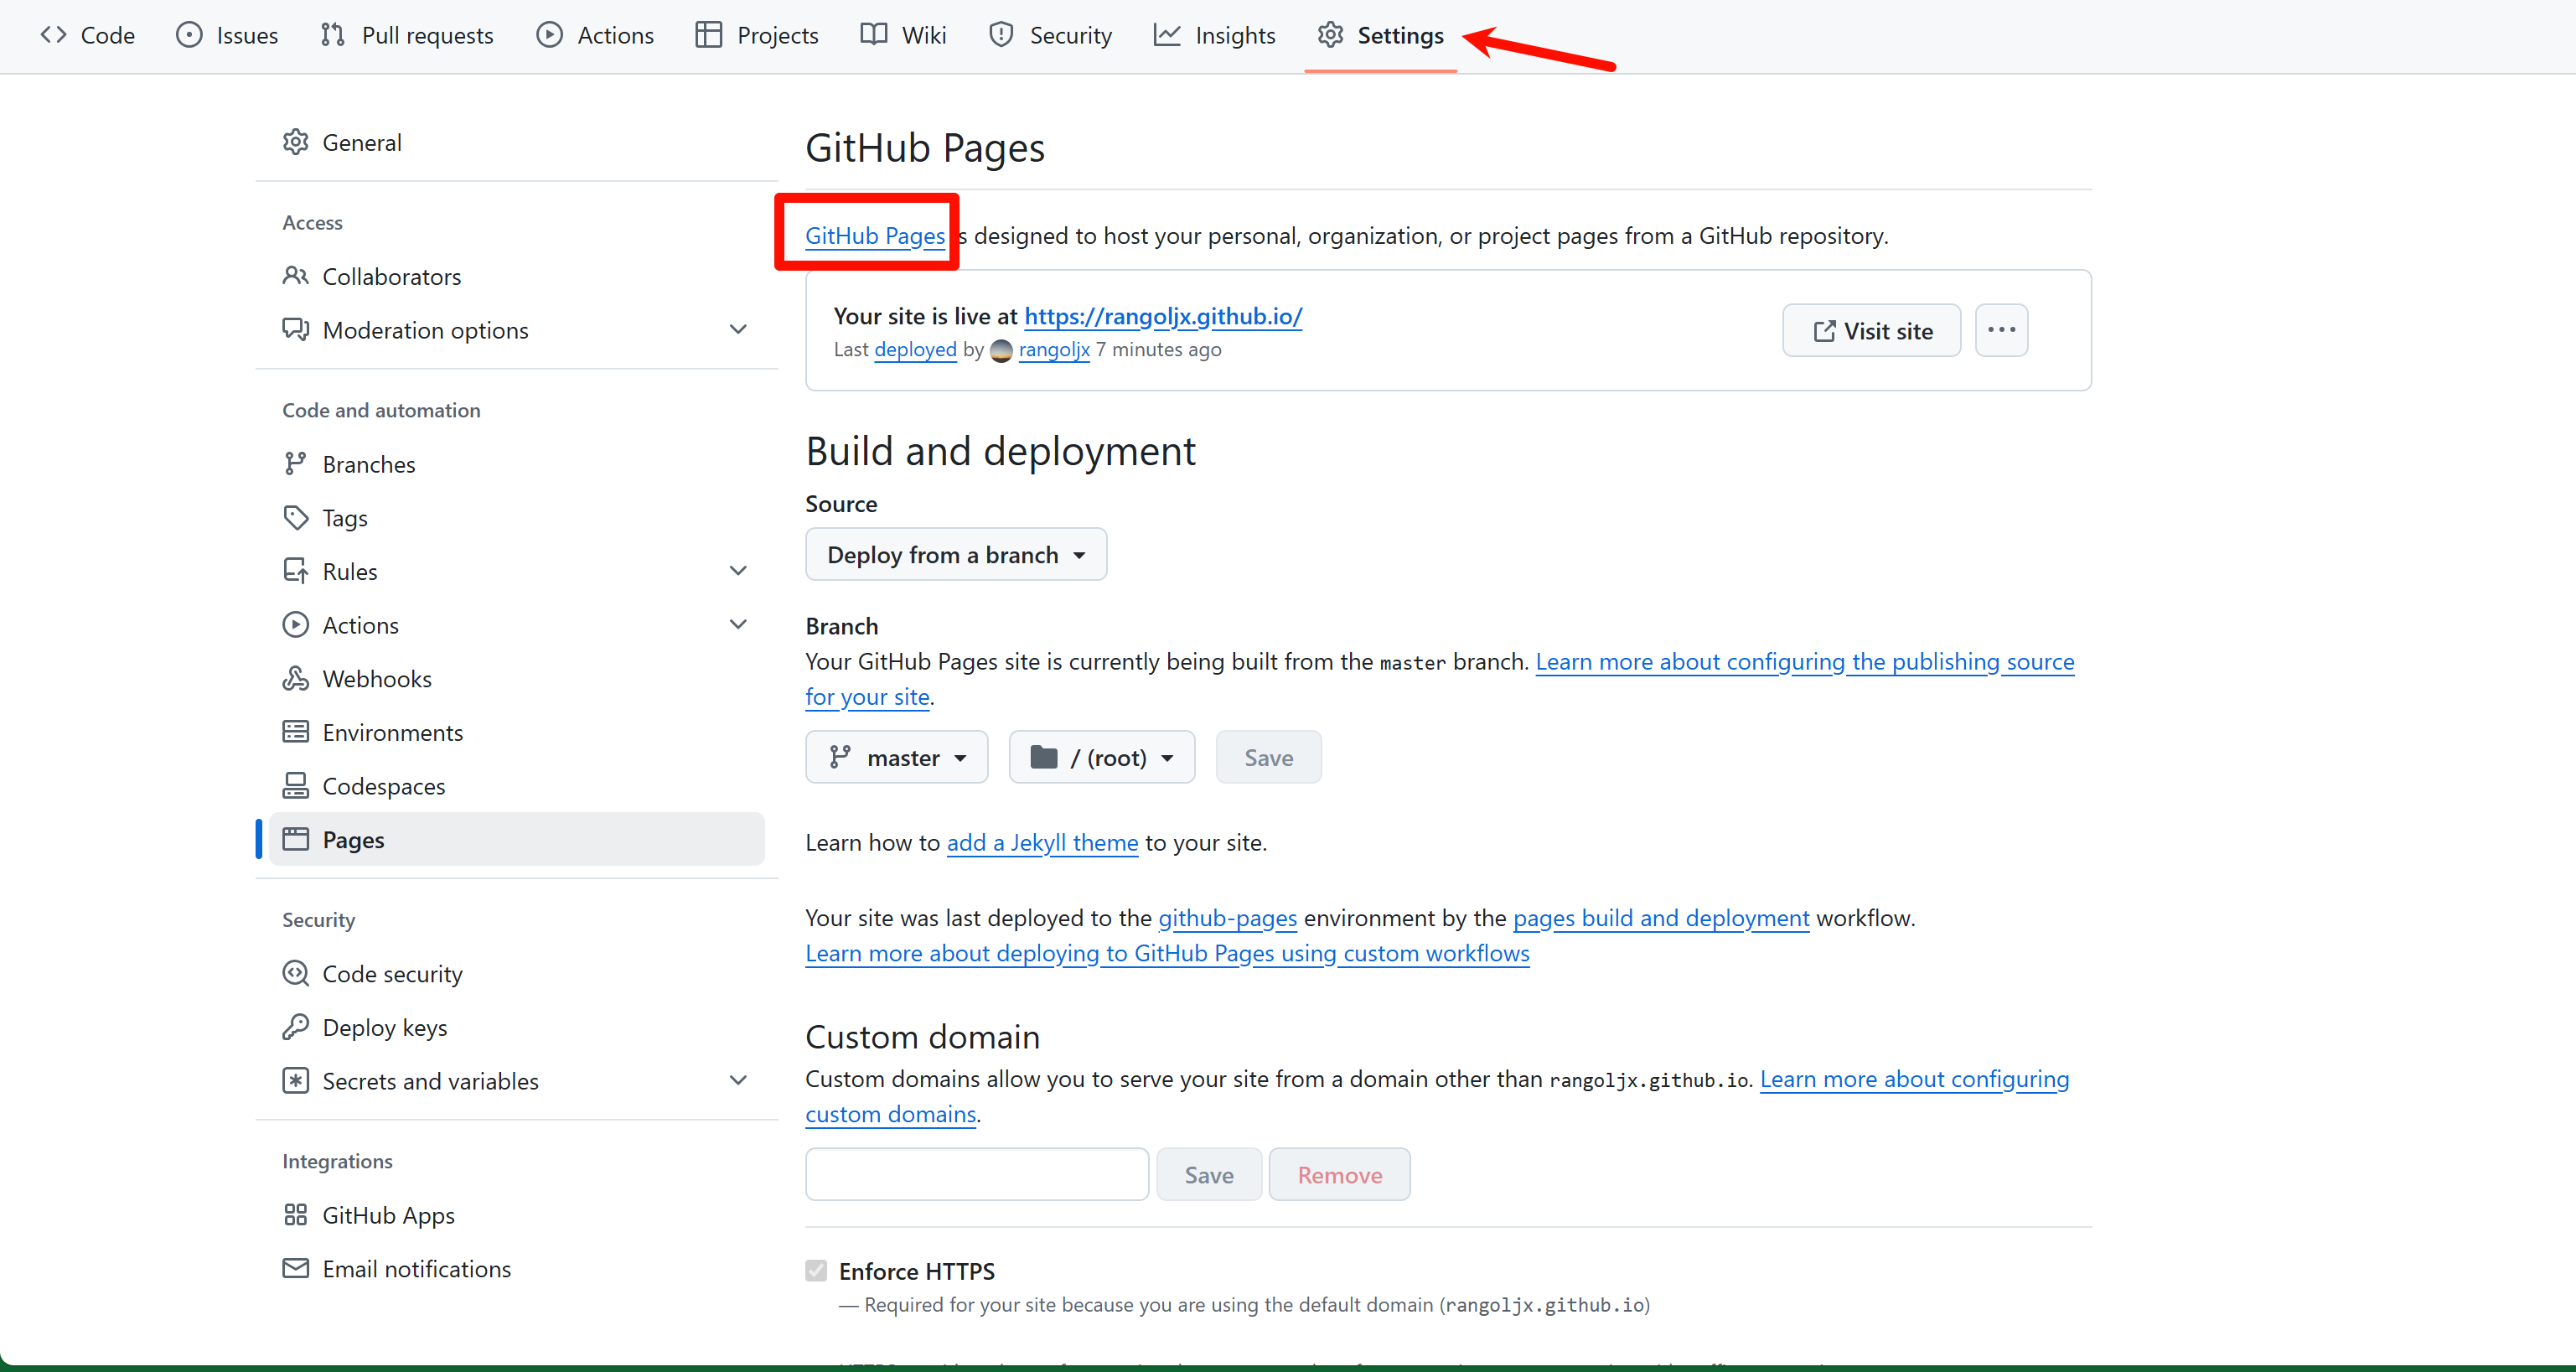 Code Issues Pull requests Actions Projects Wiki Security Insights Settings
General
Access
Collaborators
Moderation options
Code and automation
Branches
Tags
Rules
Actions
Webhooks
Environments
Codespaces
Pages
Security
Code security
Deploy keys
Secrets and variables
Integrations
GitHub Apps
Email notifications
GitHub Pages
GitHub Pages is designed to host your personal, organization, or project pages from a GitHub repository.
Your site is live at https://rangoljx.github.io/
Last deployed by rangoljx 7 minutes ago
Visit site
Build and deployment
Source
Deploy from a branch
Branch
Your GitHub Pages site is currently being built from the master branch. Learn more about configuring the publishing source
for your site.
master / (root) Save
Learn how to add a Jekyll theme to your site.
Your site was last deployed to the github-pages environment by the pages build and deployment workflow.
Learn more about deploying to GitHub Pages using custom workflows
Custom domain
Custom domains allow you to serve your site from a domain other than rangoljx.github.io. Learn more about configuring
custom domains.
Save Remove
Enforce HTTPS
— Required for your site because you are using the default domain (rangoljx.github.io)